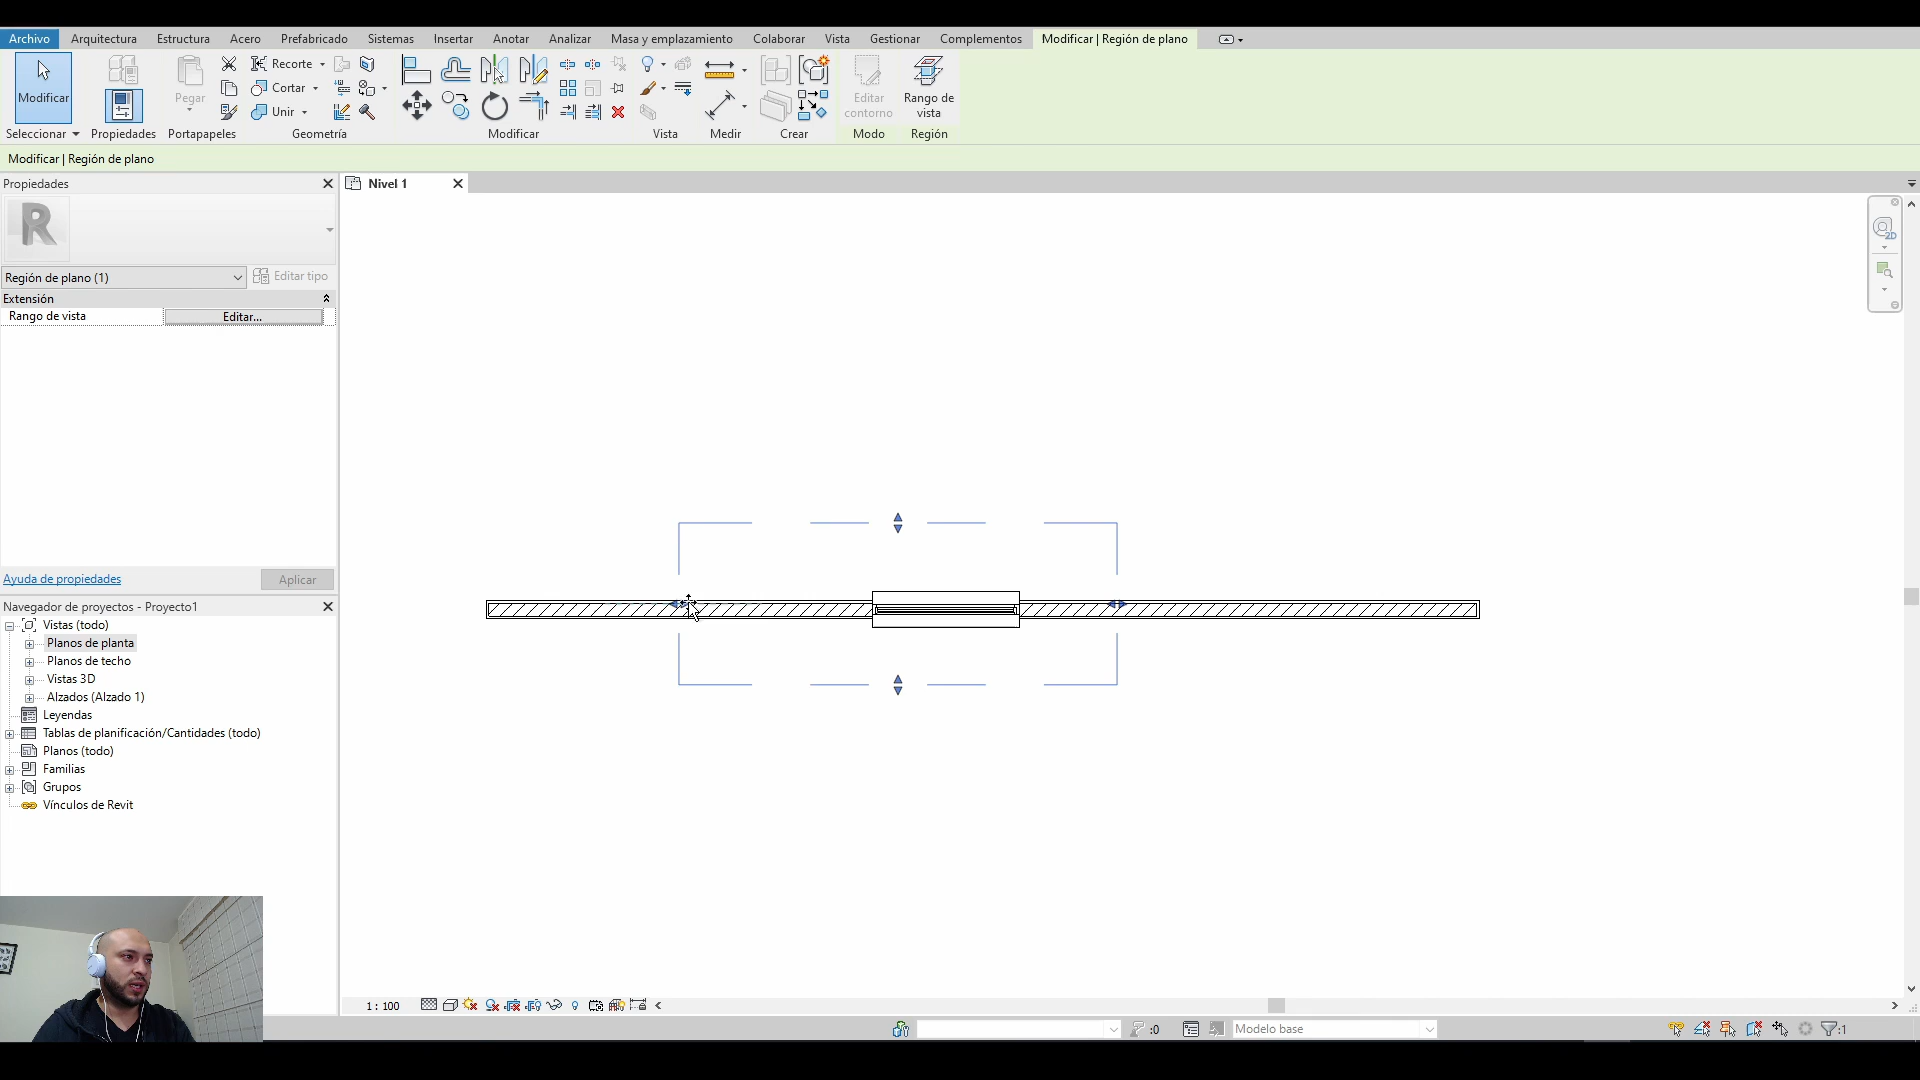 Archivo Arquitectura Estructura Acero Prefabricado Sistemas Insertar Anotar Analizar Masa y emplazamiento Colaborar Vista Gestionar Complementos Modificar | Región de plano
Modificar
Pegar
Recorte
Cortar
Unir
Editar contorno
Rango de vista
Seleccionar Propiedades Portapapeles Geometría Modificar Vista Medir Crear Modo Región
Modificar | Región de plano
Propiedades
Nivel 1
R
2D
Región de plano (1)
Editar tipo
Extensión
Rango de vista
Editar...
Ayuda de propiedades
Aplicar
Navegador de proyectos - Proyecto1
Vistas (todo)
Planos de planta
Planos de techo
Vistas 3D
Alzados (Alzado 1)
Leyendas
Tablas de planificación/Cantidades (todo)
Planos (todo)
Familias
Grupos
Vínculos de Revit
1 : 100
:0
Modelo base
:1